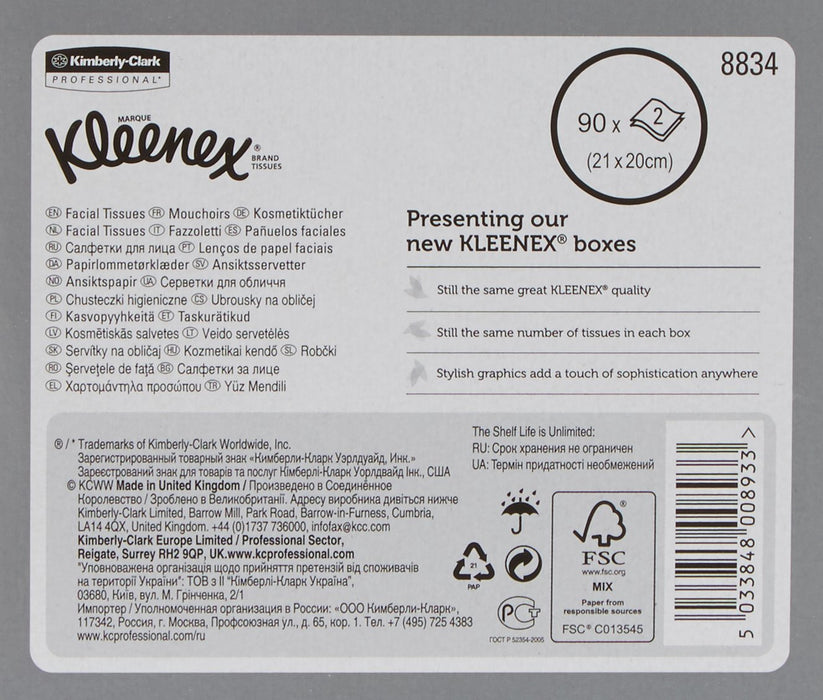 Kimberly-Clark
PROFESSIONAL*
8834
90 x 2
(21 x 20cm)
MARQUE
Kleenex®
BRAND
TISSUES
EN Facial Tissues FR Mouchoirs DE Kosmetiktücher
NL Facial Tissues IT Fazzoletti ES Pañuelos faciales
RU Салфетки для лица PT Lenços de papel faciais
DA Papirlommetørklæder SV Ansiktsservetter
NO Ansiktspapir UA Серветки для обличчя
PL Chusteczki higieniczne CS Ubrousky na obličej
FI Kasvopyyhkeitä ET Taskurätikud
LV Kosmētiskās salvetes LT Veido servetėlės
SK Servítky na obličaj HU Kozmetikai kendő SL Robčki
RO Şerveţele de faţă BG Салфетки за лице
EL Χαρτομάντηλα προσώπου TR Yüz Mendili
Presenting our
new KLEENEX® boxes
Still the same great KLEENEX® quality
Still the same number of tissues in each box
Stylish graphics add a touch of sophistication anywhere
® / * Trademarks of Kimberly-Clark Worldwide, Inc.
Зарегистрированный товарный знак «Кимберли-Кларк Уорлдуайд, Инк.»
Зареєстрований знак для товарів та послуг Кімберлі-Кларк Уорлдвайд Інк., США
© KCWW Made in United Kingdom / Произведено в Соединённое
Королевство / Зроблено в Великобританії. Адресу виробника дивіться нижче
Kimberly-Clark Limited, Barrow Mill, Park Road, Barrow-in-Furness, Cumbria,
LA14 4QX, United Kingdom. +44 (0)1737 736000, infofax@kcc.com
Kimberly-Clark Europe Limited / Professional Sector,
Reigate, Surrey RH2 9QP, UK.www.kcprofessional.com
"Уповноважена організація щодо прийняття претензій від споживачів
на території України": ТОВ з ІІ "Кімберлі-Кларк Україна",
03680, Київ, вул. М. Грінченка, 2/1
Импортер / Уполномоченная организация в России: «ООО Кимберли-Кларк»,
117342, Россия, г. Москва, Профсоюзная ул., д. 65, кор. 1. Тел. +7 (495) 725 4383
www.kcprofessional.com/ru
The Shelf Life is Unlimited:
RU: Срок хранения не ограничен
UA: Термін придатності необмежений
21
PAP
PCT
ГОСТ Р 52354-2005
®
FSC
www.fsc.org
MIX
Paper from
responsible sources
FSC® C013545
5 033848 008933 >